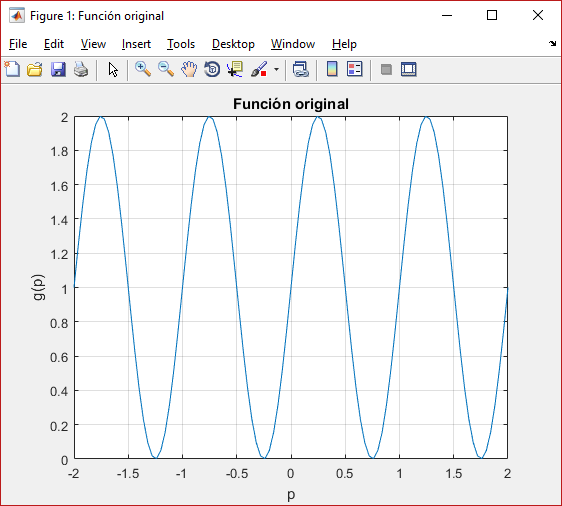 Figure 1: Función original
File Edit View Insert Tools Desktop Window Help
Función original
2
1.8
1.6
1.4
1.2
1
0.8
0.6
0.4
0.2
0
g(p)
-2 -1.5 -1 -0.5 0 0.5 1 1.5 2
p